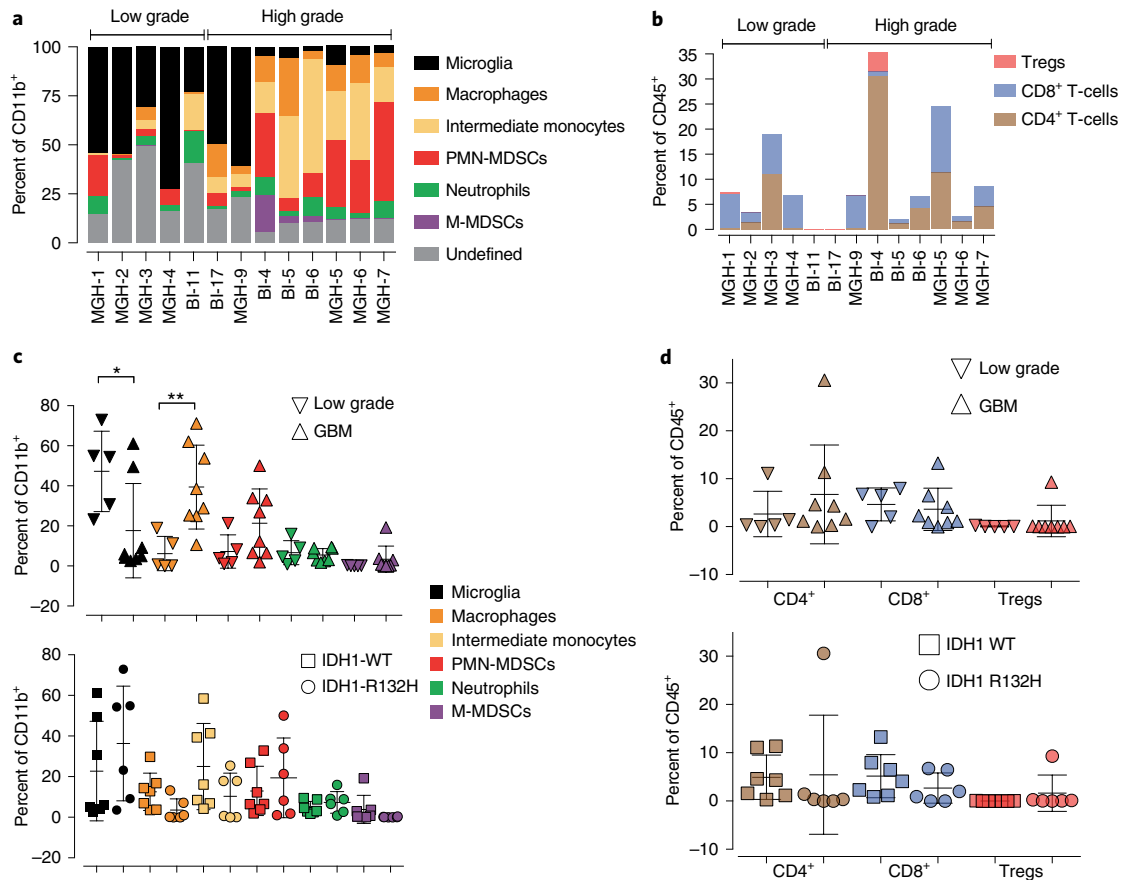 a
Low grade
High grade
Percent of CD11b⁺
100
75
50
25
0
MGH-1
MGH-2
MGH-3
MGH-4
BI-11
BI-17
MGH-9
BI-4
BI-5
BI-6
MGH-5
MGH-6
MGH-7
Microglia
Macrophages
Intermediate monocytes
PMN-MDSCs
Neutrophils
M-MDSCs
Undefined
b
Low grade
High grade
Percent of CD45⁺
35
30
25
20
15
10
5
0
MGH-1
MGH-2
MGH-3
MGH-4
BI-11
BI-17
MGH-9
BI-4
BI-5
BI-6
MGH-5
MGH-6
MGH-7
Tregs
CD8⁺ T-cells
CD4⁺ T-cells
c
Percent of CD11b⁺
80
60
40
20
0
–20
*
**
Low grade
GBM
Percent of CD11b⁺
80
60
40
20
0
–20
IDH1-WT
IDH1-R132H
Microglia
Macrophages
Intermediate monocytes
PMN-MDSCs
Neutrophils
M-MDSCs
d
Percent of CD45⁺
30
20
10
0
–10
Low grade
GBM
CD4⁺
CD8⁺
Tregs
Percent of CD45⁺
30
20
10
0
–10
IDH1 WT
IDH1 R132H
CD4⁺
CD8⁺
Tregs